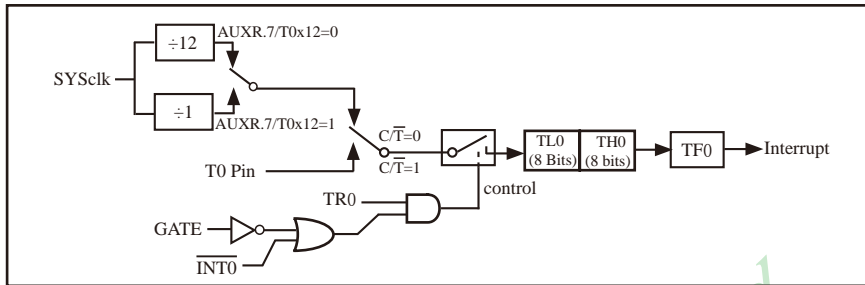 ÷12
AUXR.7/T0x12=0
SYSclk
÷1
AUXR.7/T0x12=1
C/T̅=0
C/T̅=1
T0 Pin
TL0
(8 Bits)
TH0
(8 bits)
TF0
Interrupt
control
TR0
GATE
I̅N̅T̅0̅